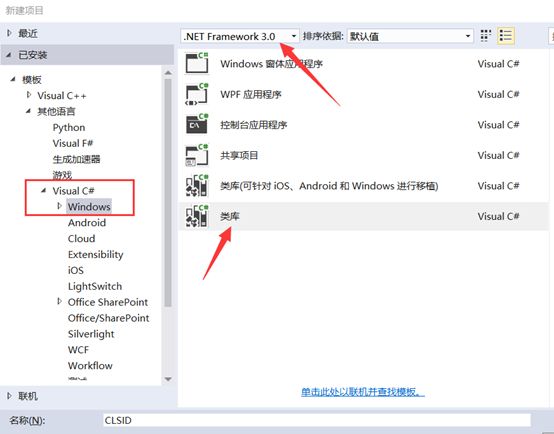 新建项目
最近
.NET Framework 3.0
排序依据:
默认值
已安装
模板
Visual C++
其他语言
Python
Visual F#
生成加速器
游戏
Visual C#
Windows
Android
Cloud
Extensibility
iOS
LightSwitch
Office SharePoint
Office/SharePoint
Silverlight
WCF
Workflow
联机
Windows 窗体应用程序 Visual C#
WPF 应用程序 Visual C#
控制台应用程序 Visual C#
共享项目 Visual C#
类库(可针对 iOS、Android 和 Windows 进行移植) Visual C#
类库 Visual C#
单击此处以联机并查找模板。
名称(N): CLSID